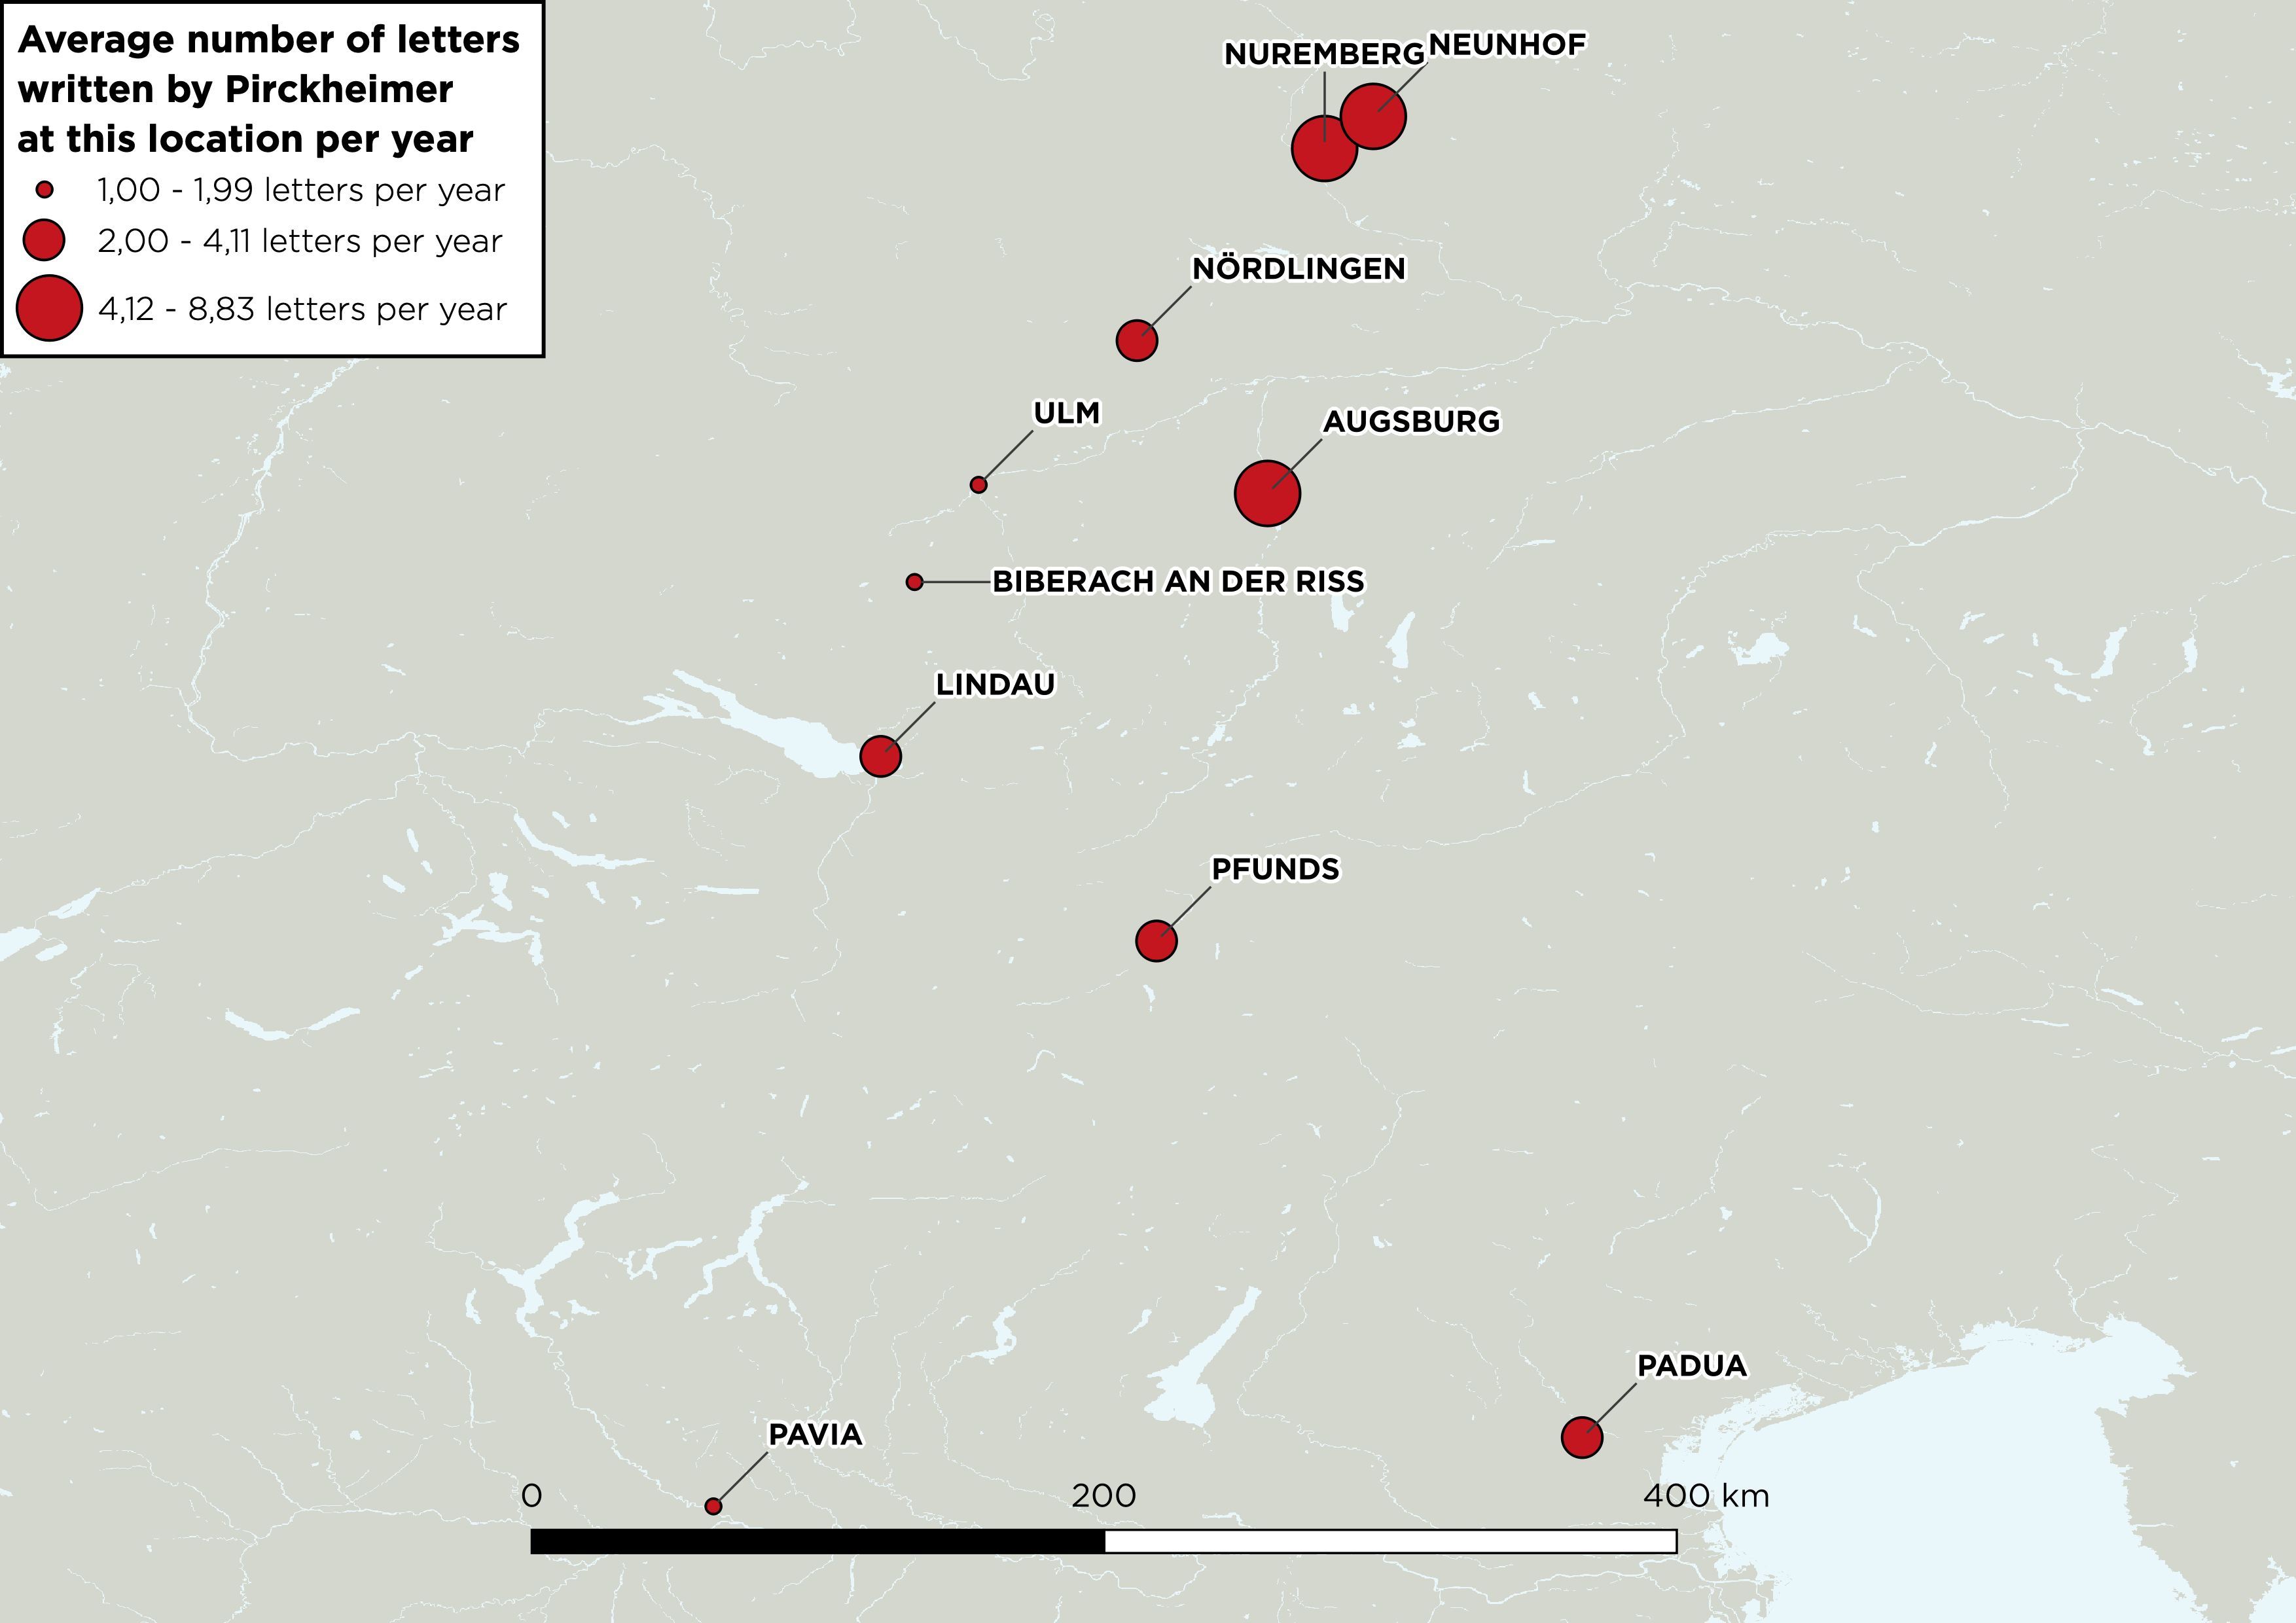 Average number of letters
written by Pirckheimer
at this location per year
1,00 - 1,99 letters per year
2,00 - 4,11 letters per year
4,12 - 8,83 letters per year
NUREMBERG
NEUNHOF
NÖRDLINGEN
ULM
AUGSBURG
BIBERACH AN DER RISS
LINDAU
PFUNDS
PADUA
PAVIA
0 200 400 km